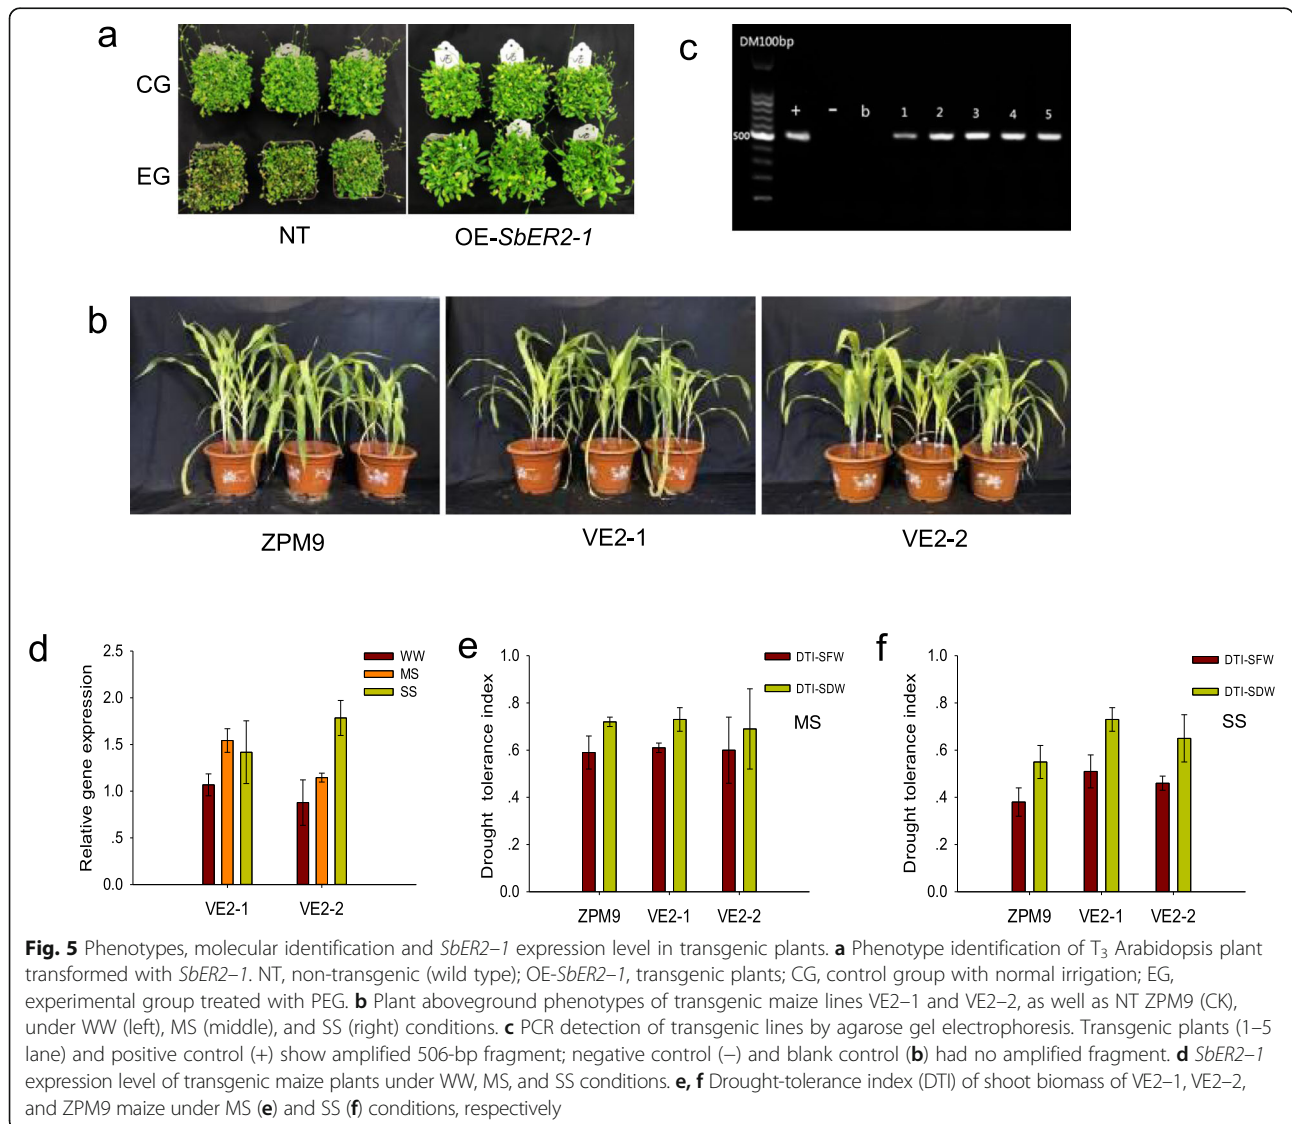 a
CG
EG
NT
OE-SbER2-1
c
DM100bp
+
−
b
1
2
3
4
5
500
b
ZPM9
VE2-1
VE2-2
d
Relative gene expression
2.5
2.0
1.5
1.0
.5
0.0
WW
MS
SS
VE2-1
VE2-2
e
Drought tolerance index
1.0
.8
.6
.4
.2
0.0
DTI-SFW
DTI-SDW
MS
ZPM9
VE2-1
VE2-2
f
Drought tolerance index
1.0
.8
.6
.4
.2
0.0
DTI-SFW
DTI-SDW
SS
ZPM9
VE2-1
VE2-2
Fig. 5 Phenotypes, molecular identification and SbER2–1 expression level in transgenic plants. a Phenotype identification of T3 Arabidopsis plant
transformed with SbER2–1. NT, non-transgenic (wild type); OE-SbER2–1, transgenic plants; CG, control group with normal irrigation; EG,
experimental group treated with PEG. b Plant aboveground phenotypes of transgenic maize lines VE2–1 and VE2–2, as well as NT ZPM9 (CK),
under WW (left), MS (middle), and SS (right) conditions. c PCR detection of transgenic lines by agarose gel electrophoresis. Transgenic plants (1–5
lane) and positive control (+) show amplified 506-bp fragment; negative control (−) and blank control (b) had no amplified fragment. d SbER2–1
expression level of transgenic maize plants under WW, MS, and SS conditions. e, f Drought-tolerance index (DTI) of shoot biomass of VE2–1, VE2–2,
and ZPM9 maize under MS (e) and SS (f) conditions, respectively